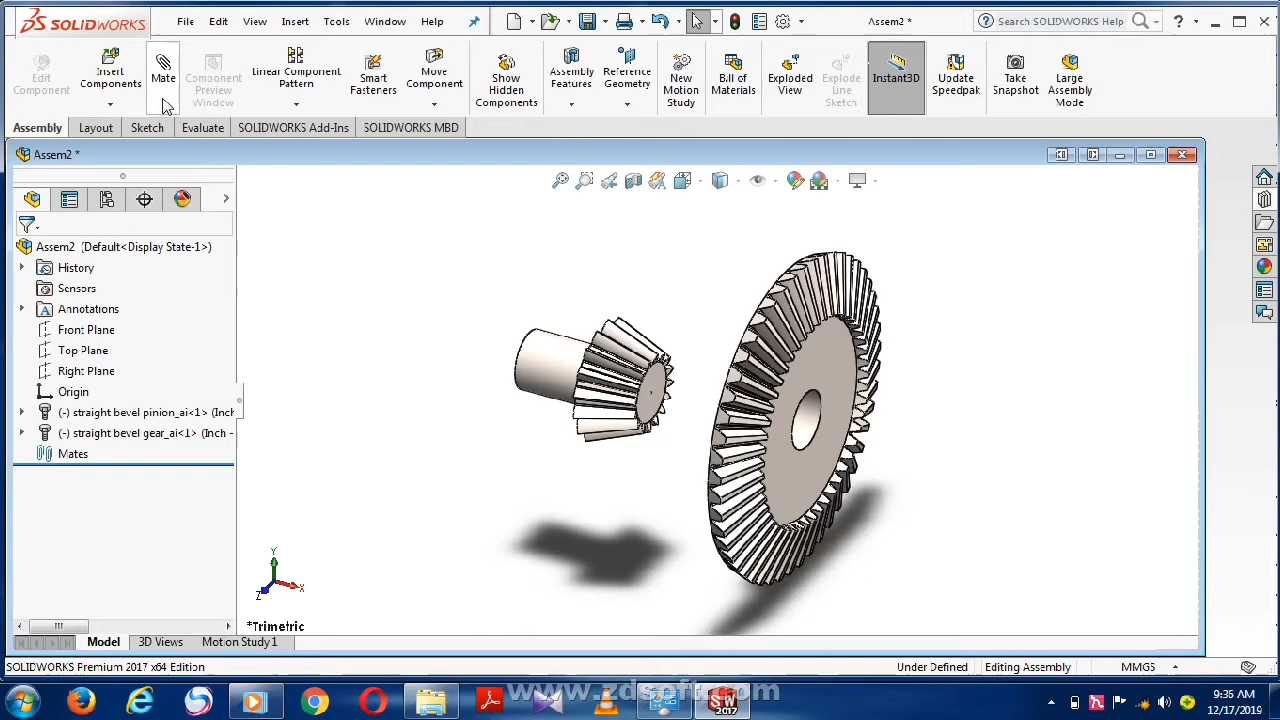 SOLIDWORKS File Edit View Insert Tools Window Help Assem2 * Search SOLIDWORKS Help
Edit Component
Insert Components
Mate
Component Preview Window
Linear Component Pattern
Smart Fasteners
Move Component
Show Hidden Components
Assembly Features
Reference Geometry
New Motion Study
Bill of Materials
Exploded View
Explode Line Sketch
Instant3D
Update Speedpak
Take Snapshot
Large Assembly Mode
Assembly Layout Sketch Evaluate SOLIDWORKS Add-Ins SOLIDWORKS MBD
Assem2 *
Assem2 (Default<Display State-1>)
History
Sensors
Annotations
Front Plane
Top Plane
Right Plane
Origin
(-) straight bevel pinion_ai<1> (Inch
(-) straight bevel gear_ai<1> (Inch -
Mates
Y
X
Z
*Trimetric
Model 3D Views Motion Study 1
SOLIDWORKS Premium 2017 x64 Edition Under Defined Editing Assembly MMGS
www.zdsoft.com
SW 2017
9:36 AM
12/17/2019